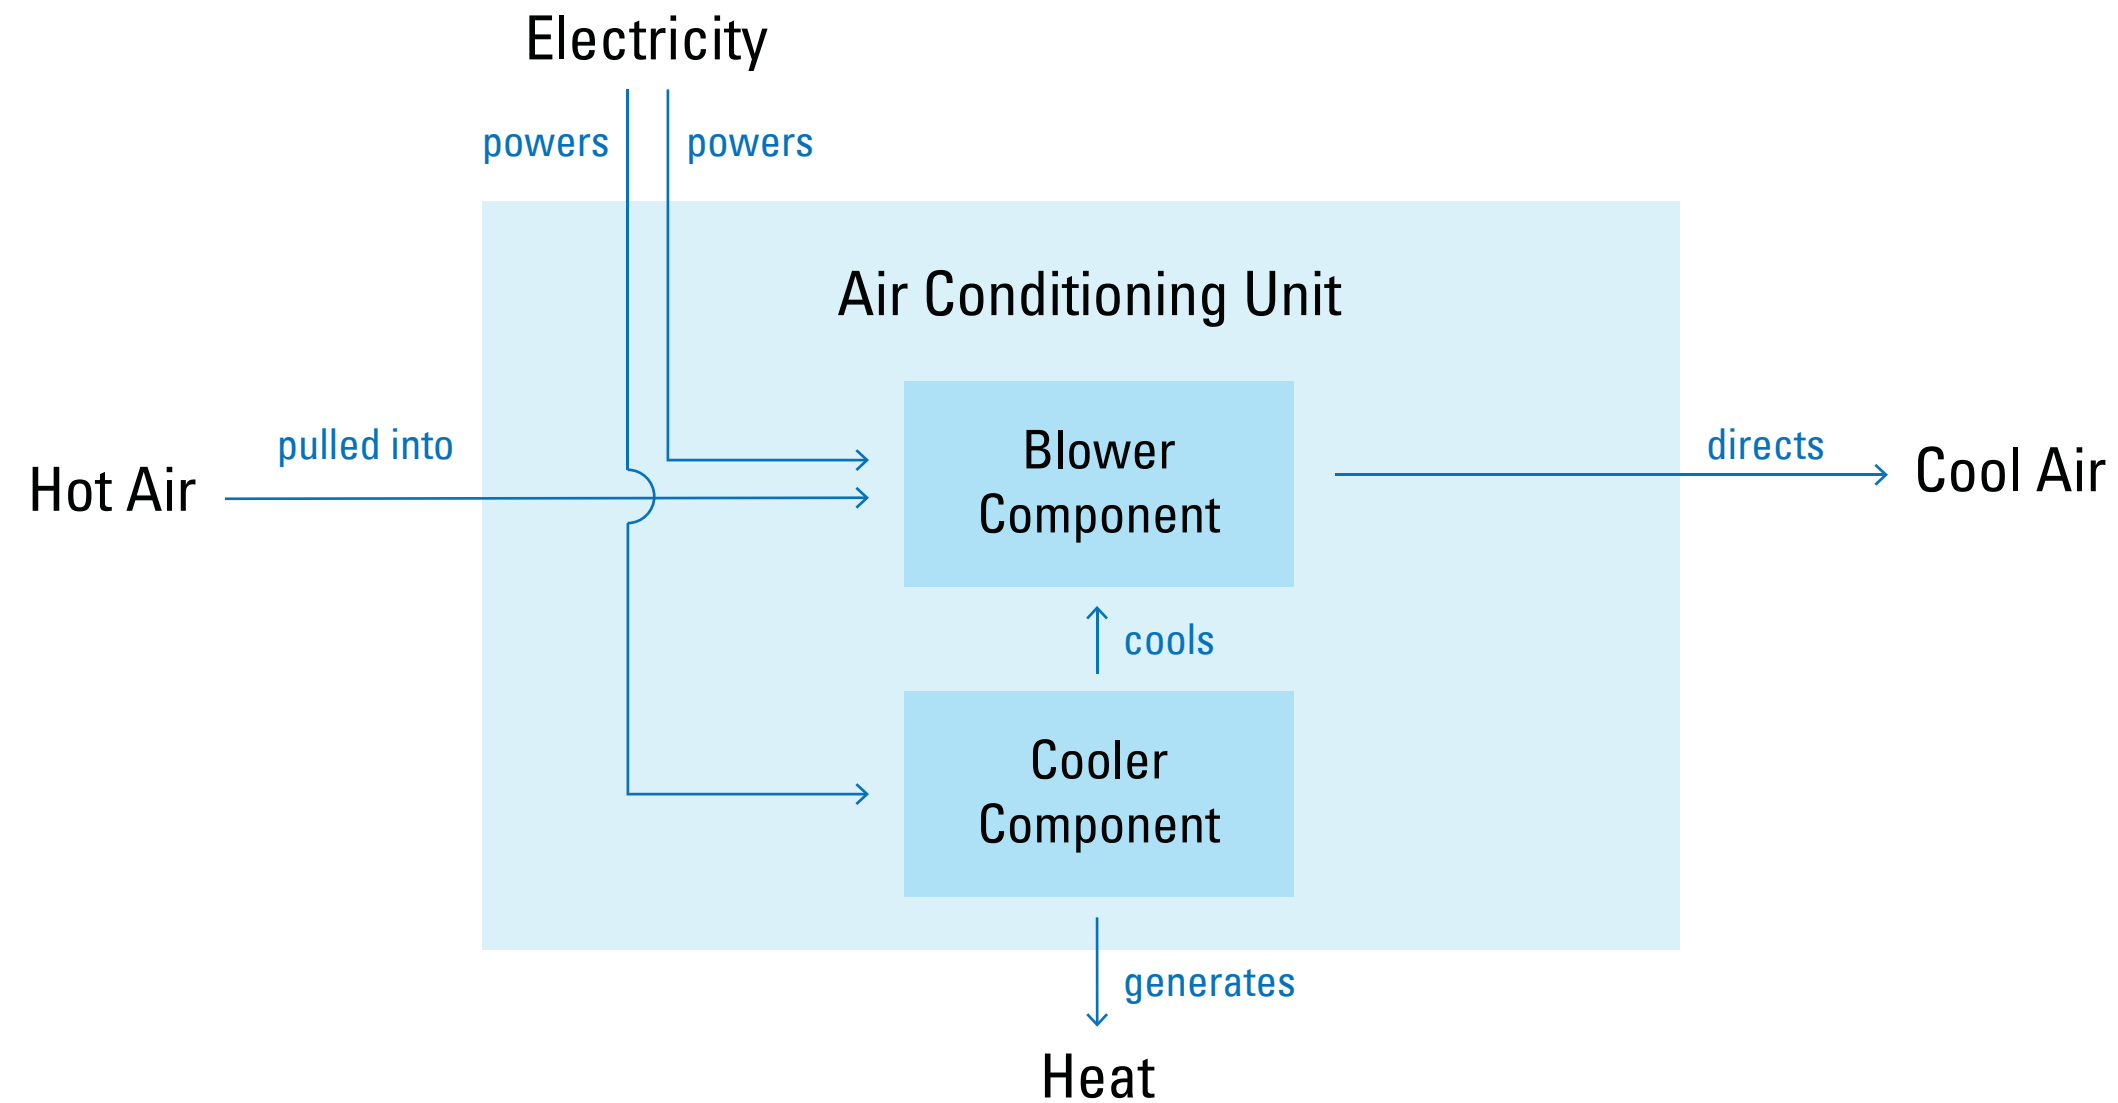 Electricity
powers
powers
Air Conditioning Unit
Hot Air
pulled into
Blower
Component
directs
Cool Air
cools
Cooler
Component
generates
Heat